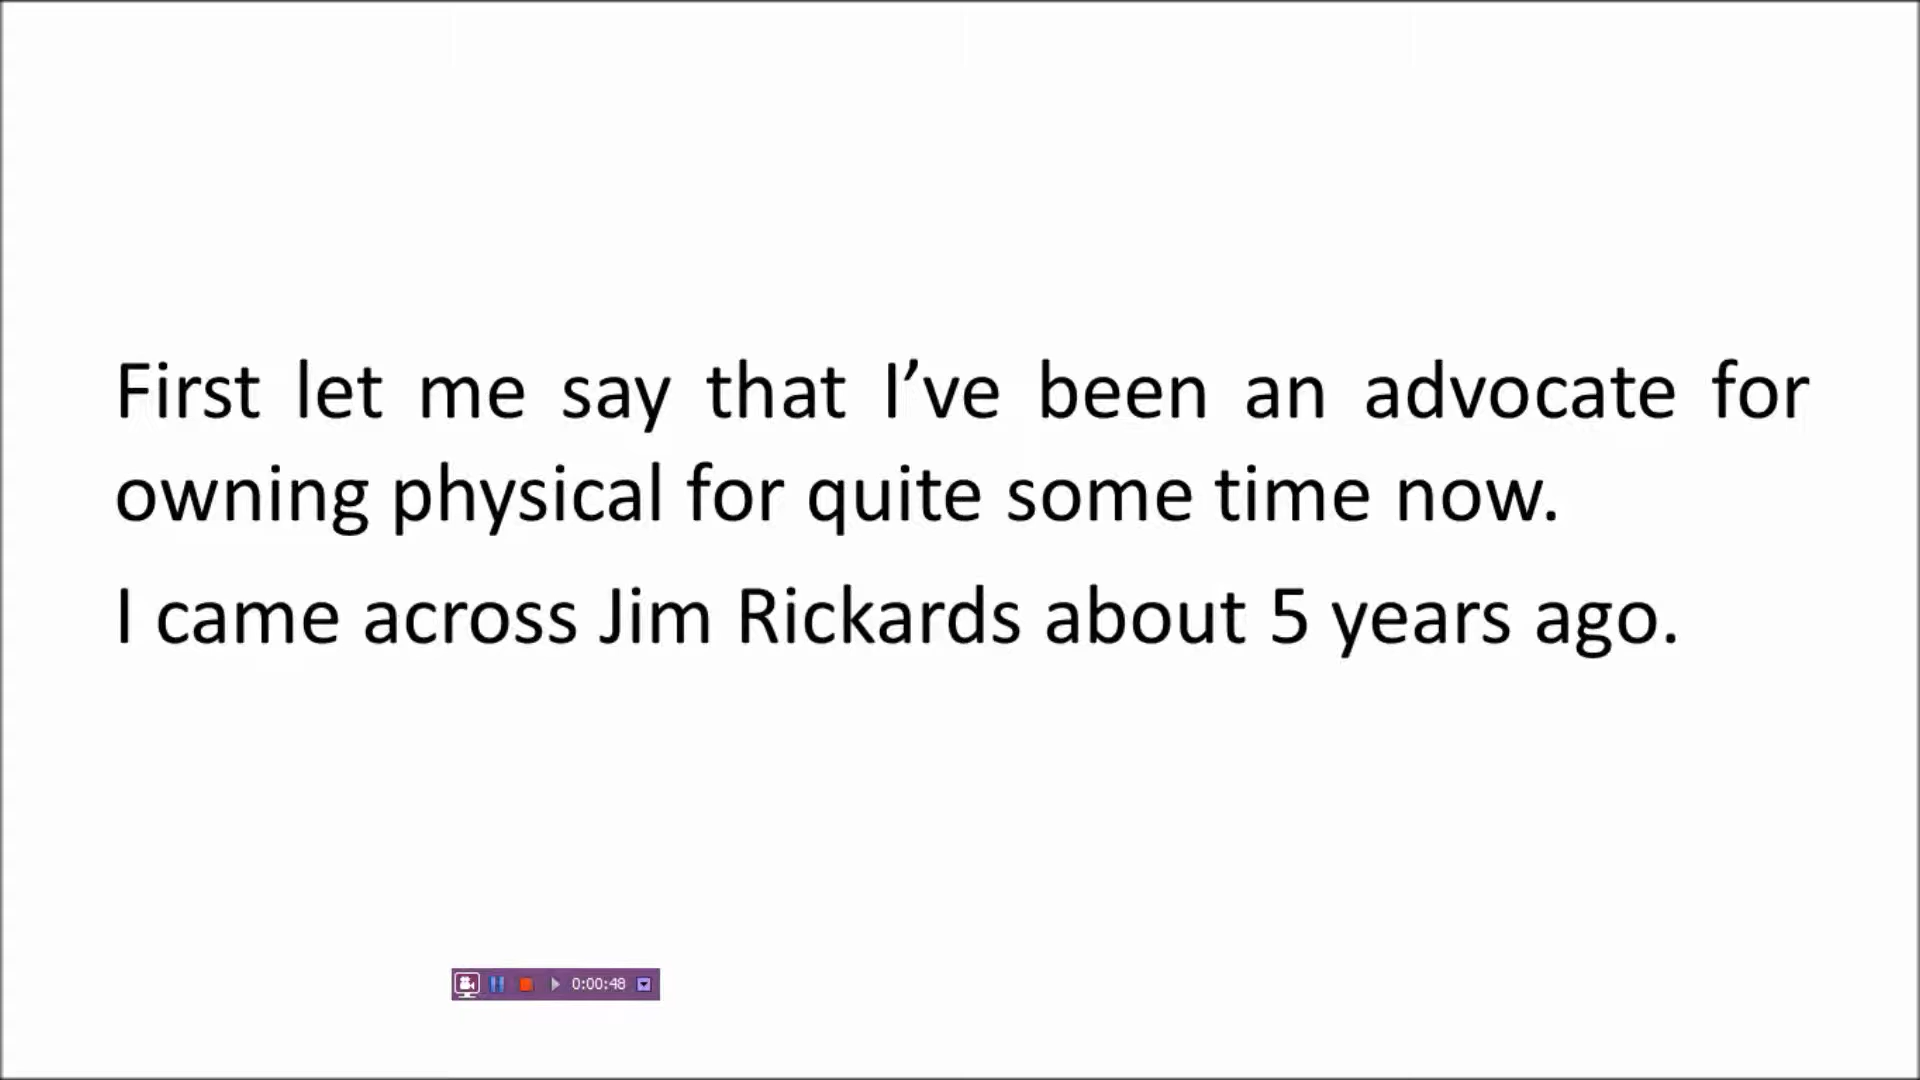 First let me say that I’ve been an advocate for
owning physical for quite some time now.
I came across Jim Rickards about 5 years ago.
0:00:48